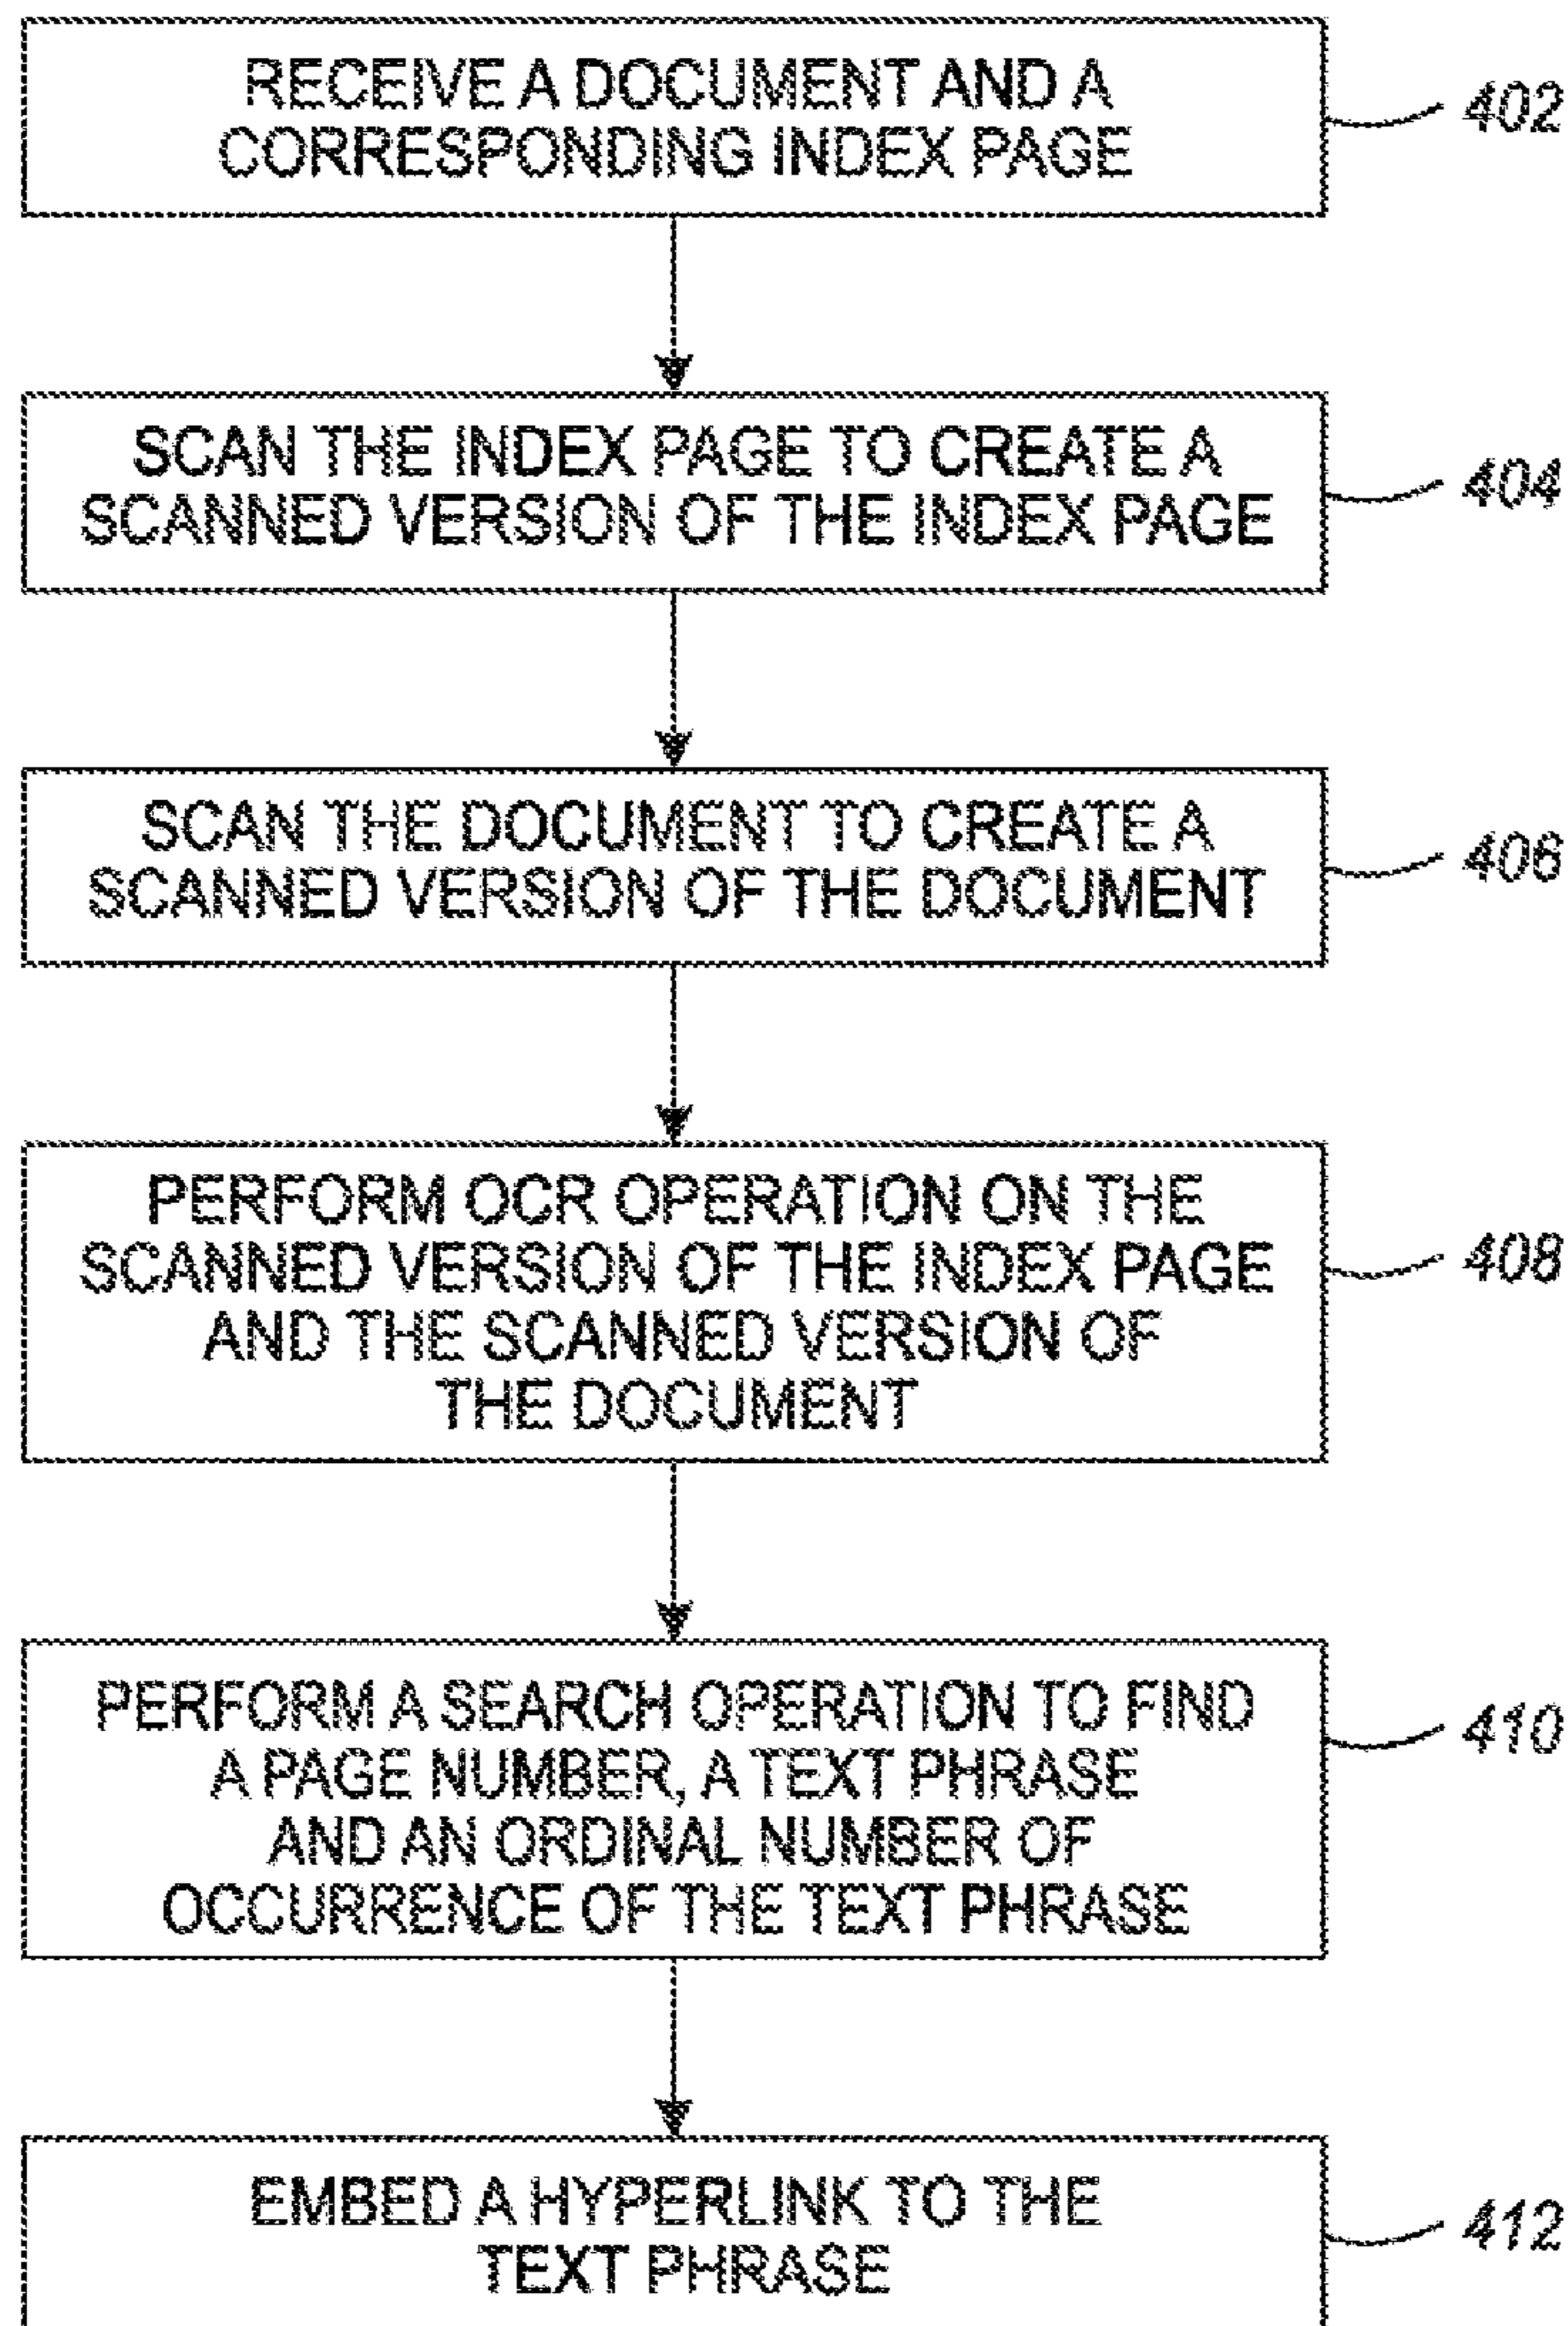 RECEIVE A DOCUMENT AND A
CORRESPONDING INDEX PAGE
402
SCAN THE INDEX PAGE TO CREATE A
SCANNED VERSION OF THE INDEX PAGE
404
SCAN THE DOCUMENT TO CREATE A
SCANNED VERSION OF THE DOCUMENT
406
PERFORM OCR OPERATION ON THE
SCANNED VERSION OF THE INDEX PAGE
AND THE SCANNED VERSION OF
THE DOCUMENT
408
PERFORM A SEARCH OPERATION TO FIND
A PAGE NUMBER, A TEXT PHRASE
AND AN ORDINAL NUMBER OF
OCCURRENCE OF THE TEXT PHRASE
410
EMBED A HYPERLINK TO THE
TEXT PHRASE
412